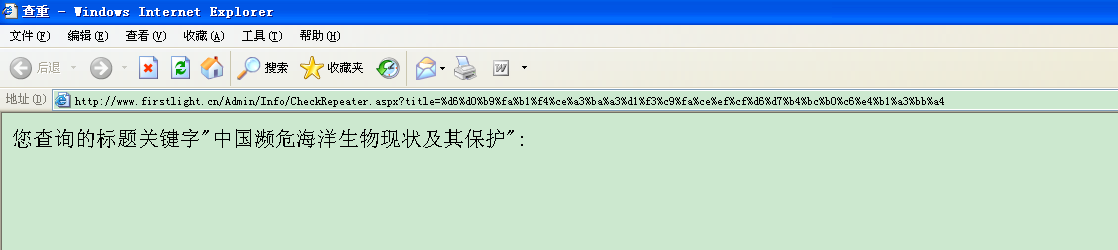 查重 - Windows Internet Explorer
文件(F) 编辑(E) 查看(V) 收藏(A) 工具(T) 帮助(H)
后退 搜索 收藏夹 W
地址(D) http://www.firstlight.cn/Admin/Info/CheckRepeater.aspx?title=%d6%d0%b9%fa%b1%f4%ce%a3%ba%a3%d1%f3%c9%fa%ce%ef%cf%d6%d7%b4%bc%b0%c6%e4%b1%a3%bb%a4
您查询的标题关键字"中国濒危海洋生物现状及其保护":